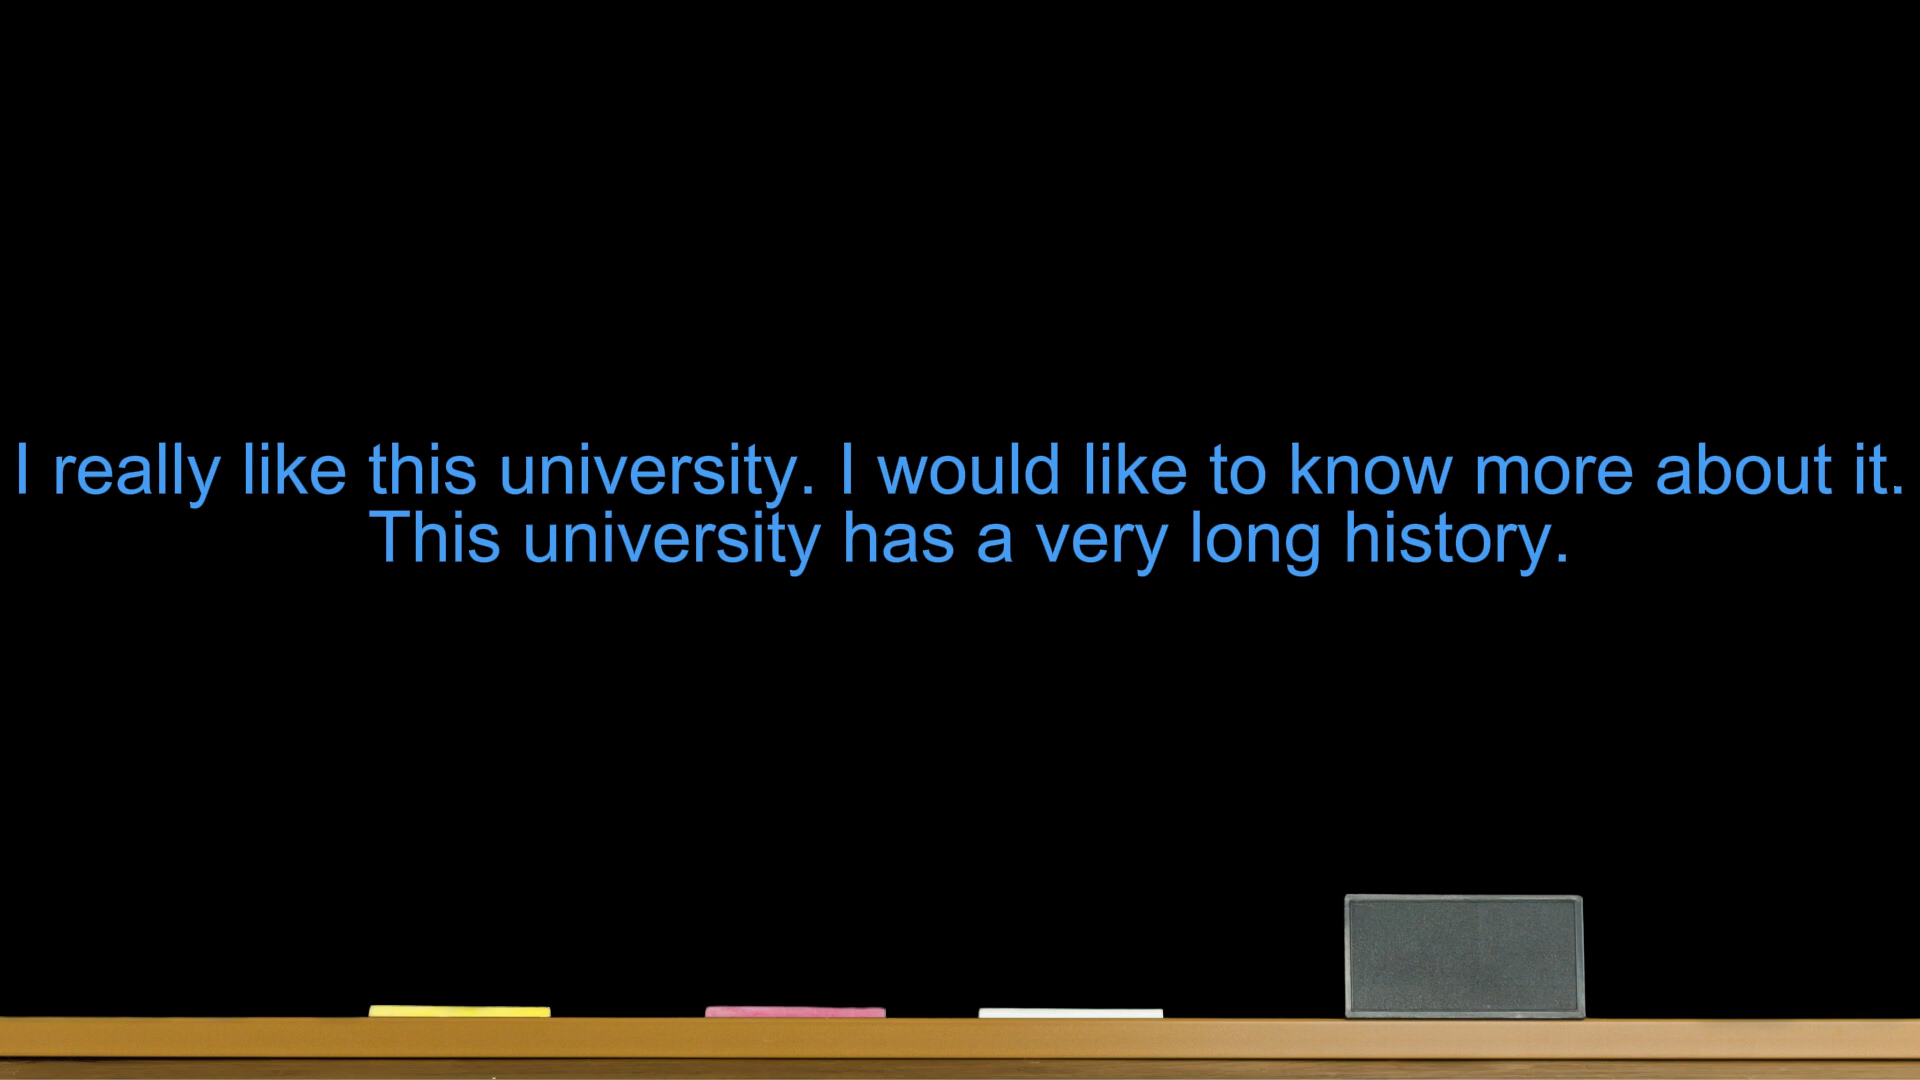 I really like this university. I would like to know more about it.
This university has a very long history.